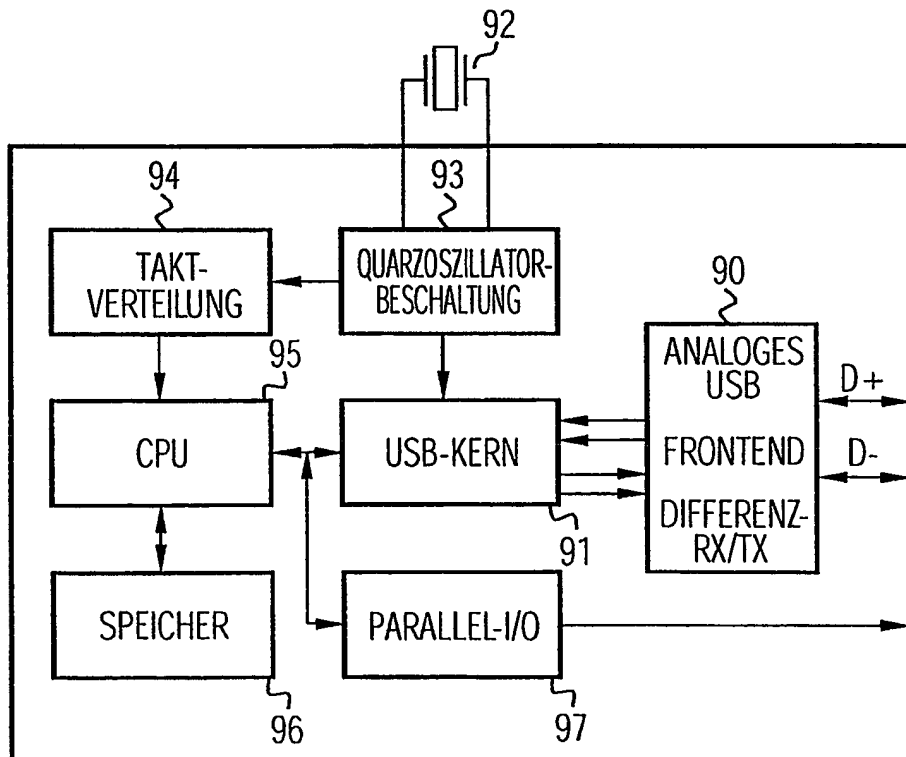 92
94
93
TAKT-
VERTEILUNG
QUARZOSZILLATOR-
BESCHALTUNG
90
ANALOGES
USB
FRONTEND
DIFFERENZ-
RX/TX
D+
D-
95
CPU
USB-KERN
91
SPEICHER
96
PARALLEL-I/O
97